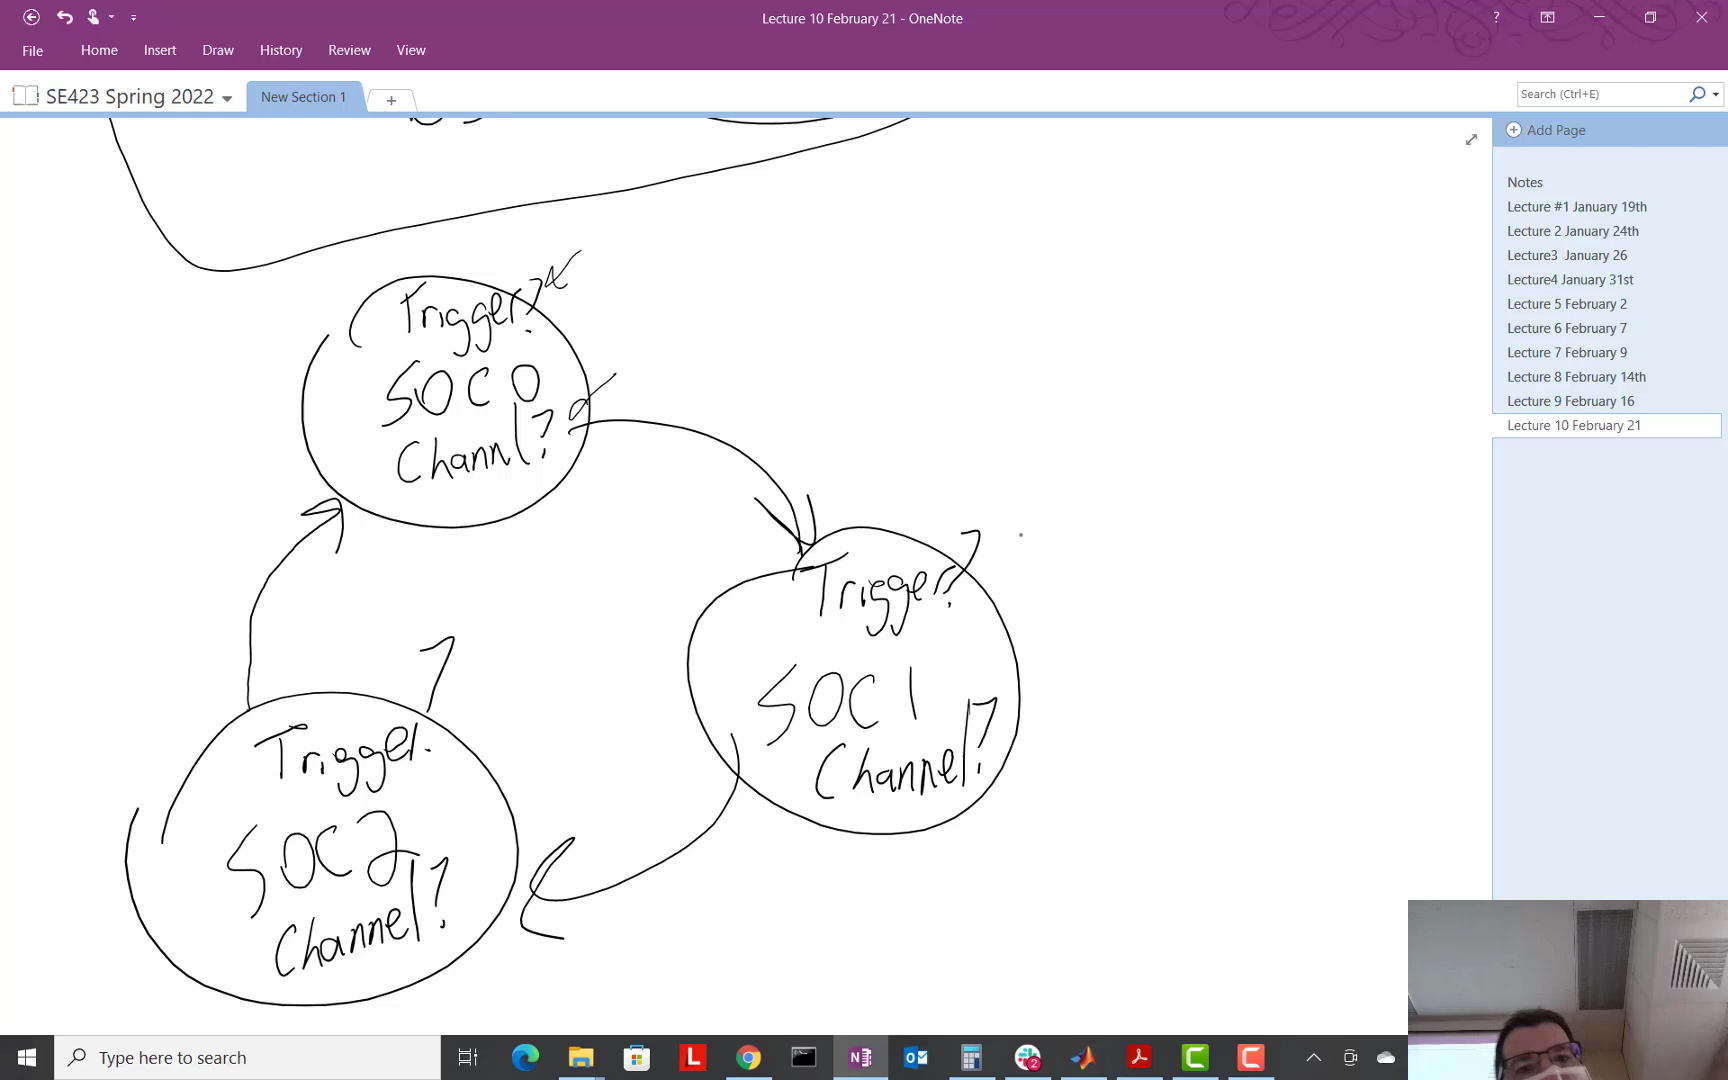 Lecture 10 February 21 - OneNote
?
File
Home
Insert
Draw
History
Review
View
SE423 Spring 2022
New Section 1
+
Search (Ctrl+E)
Add Page
Notes
Lecture #1 January 19th
Lecture 2 January 24th
Lecture3 January 26
Lecture4 January 31st
Lecture 5 February 2
Lecture 6 February 7
Lecture 7 February 9
Lecture 8 February 14th
Lecture 9 February 16
Lecture 10 February 21
Trigger?
SOC 0
Channl?
Trigger?
SOC 1
Channel?
Trigger?
SOC2
Channel?
Type here to search
L
N
2
C
C